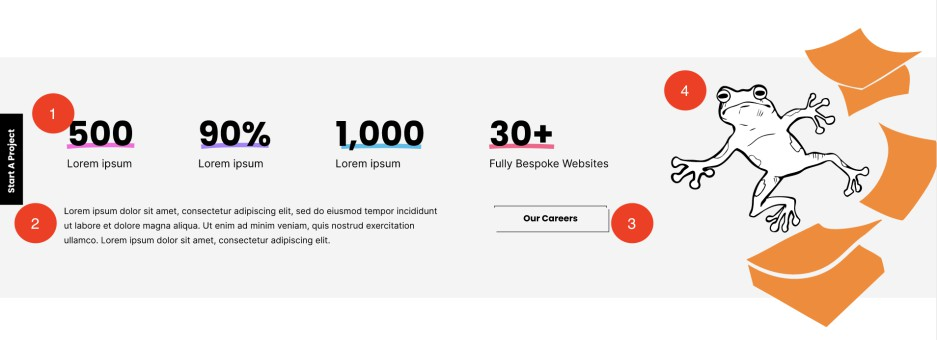 1
500
90%
1,000
30+
Lorem ipsum
Lorem ipsum
Lorem ipsum
Fully Bespoke Websites
Start A Project
2
Lorem ipsum dolor sit amet, consectetur adipiscing elit, sed do eiusmod tempor incididunt
ut labore et dolore magna aliqua. Ut enim ad minim veniam, quis nostrud exercitation
ullamco. Lorem ipsum dolor sit amet, consectetur adipiscing elit.
Our Careers
3
4